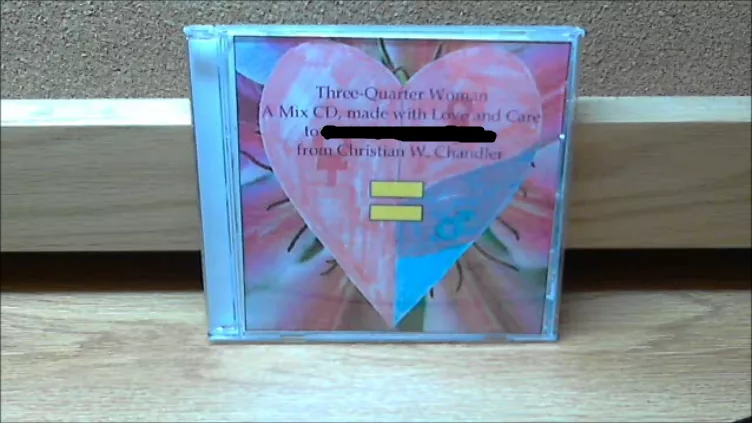 Three-Quarter Woman
A Mix CD, made with Love and Care
to
from Christian W. Chandler